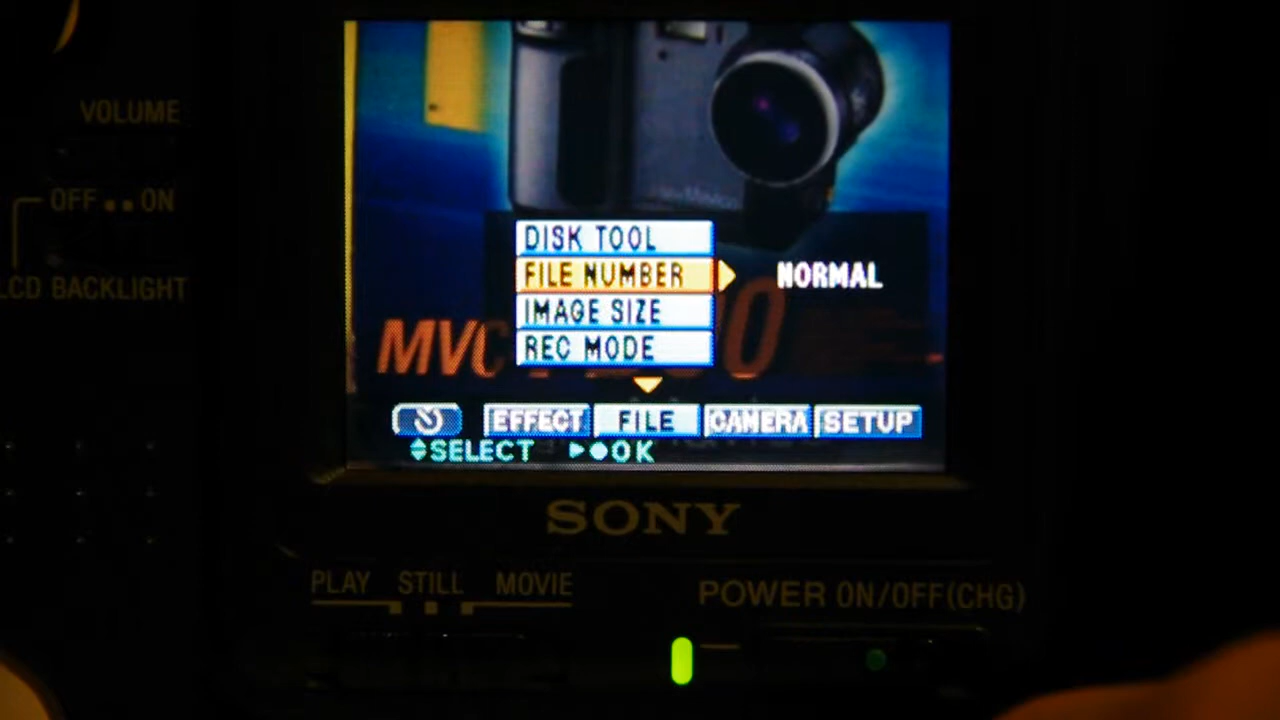 VOLUME
OFF ON
LCD BACKLIGHT
DISK TOOL
FILE NUMBER NORMAL
IMAGE SIZE
REC MODE
MVC
EFFECT FILE CAMERA SETUP
SELECT OK
SONY
PLAY STILL MOVIE
POWER ON/OFF(CHG)